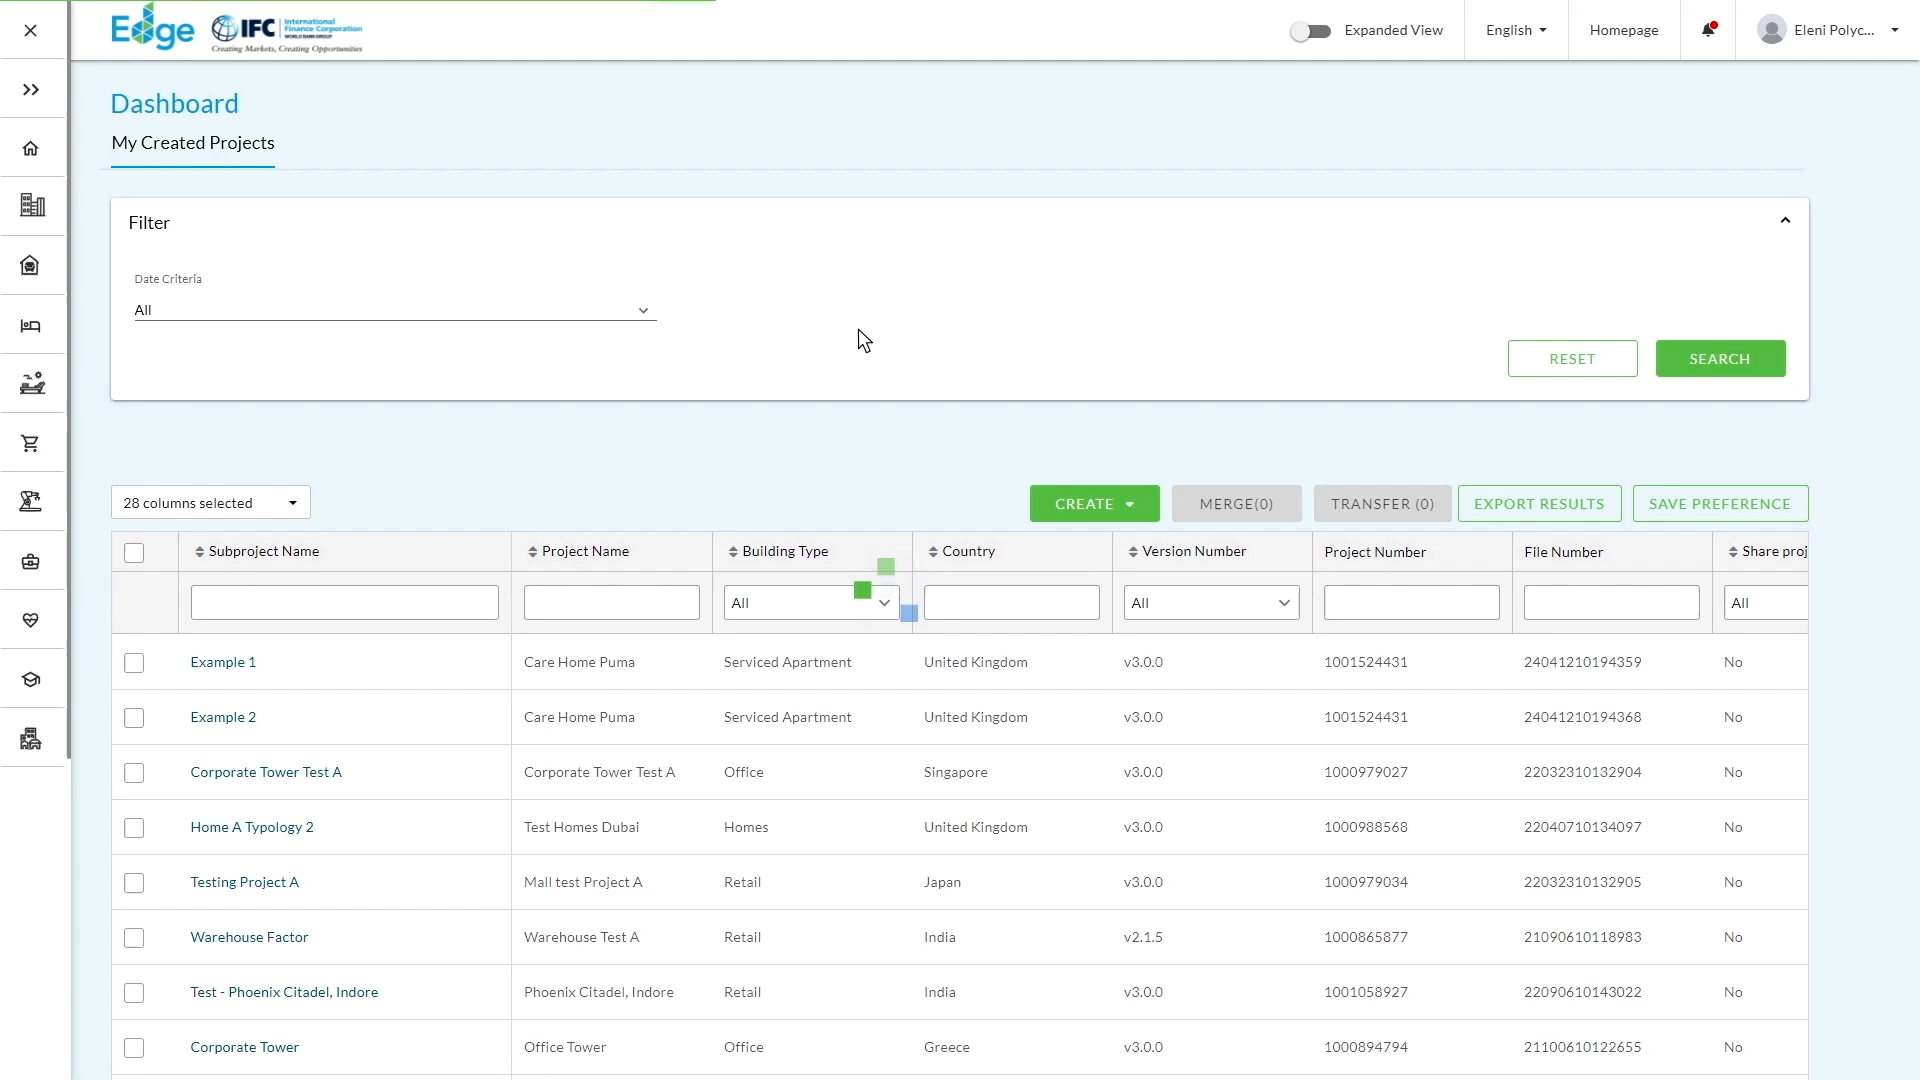 Edge
IFC
International
Finance Corporation
WORLD BANK GROUP
Creating Markets, Creating Opportunities
Expanded View
English
Homepage
Eleni Polyc...
Dashboard
My Created Projects
Filter
Date Criteria
All
RESET
SEARCH
28 columns selected
CREATE
MERGE(0)
TRANSFER (0)
EXPORT RESULTS
SAVE PREFERENCE
Subproject Name Project Name Building Type Country Version Number Project Number File Number Share proj
All All All
Example 1 Care Home Puma Serviced Apartment United Kingdom v3.0.0 1001524431 24041210194359 No
Example 2 Care Home Puma Serviced Apartment United Kingdom v3.0.0 1001524431 24041210194368 No
Corporate Tower Test A Corporate Tower Test A Office Singapore v3.0.0 1000979027 22032310132904 No
Home A Typology 2 Test Homes Dubai Homes United Kingdom v3.0.0 1000988568 22040710134097 No
Testing Project A Mall test Project A Retail Japan v3.0.0 1000979034 22032310132905 No
Warehouse Factor Warehouse Test A Retail India v2.1.5 1000865877 21090610118983 No
Test - Phoenix Citadel, Indore Phoenix Citadel, Indore Retail India v3.0.0 1001058927 22090610143022 No
Corporate Tower Office Tower Office Greece v3.0.0 1000894794 21100610122655 No